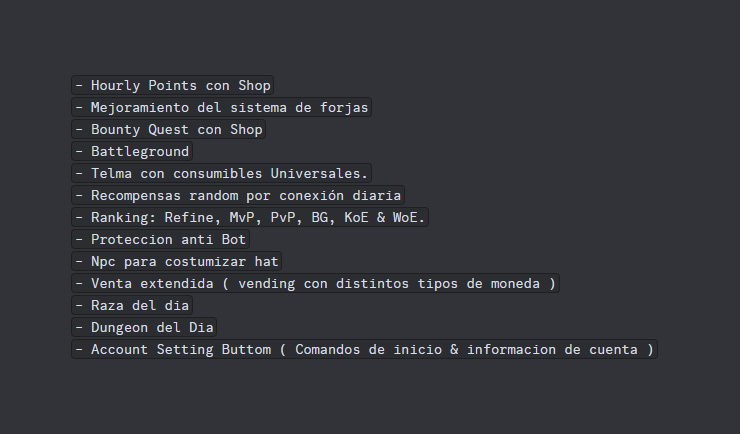 - Hourly Points con Shop
- Mejoramiento del sistema de forjas
- Bounty Quest con Shop
- Battleground
- Telma con consumibles Universales.
- Recompensas random por conexión diaria
- Ranking: Refine, MvP, PvP, BG, KoE & WoE.
- Proteccion anti Bot
- Npc para costumizar hat
- Venta extendida ( vending con distintos tipos de moneda )
- Raza del dia
- Dungeon del Dia
- Account Setting Buttom ( Comandos de inicio & informacion de cuenta )